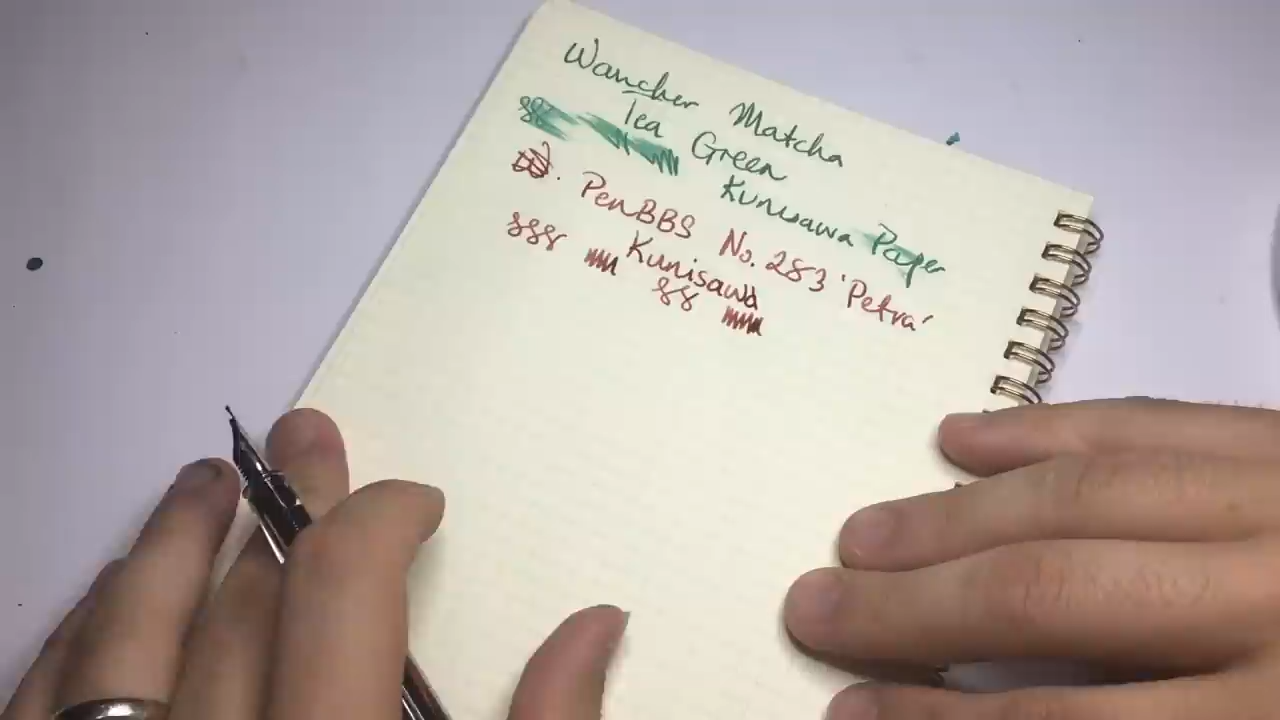 Wancher Matcha
Tea Green
Kunisawa Paper
PenBBS No. 283 'Petra'
Kunisawa